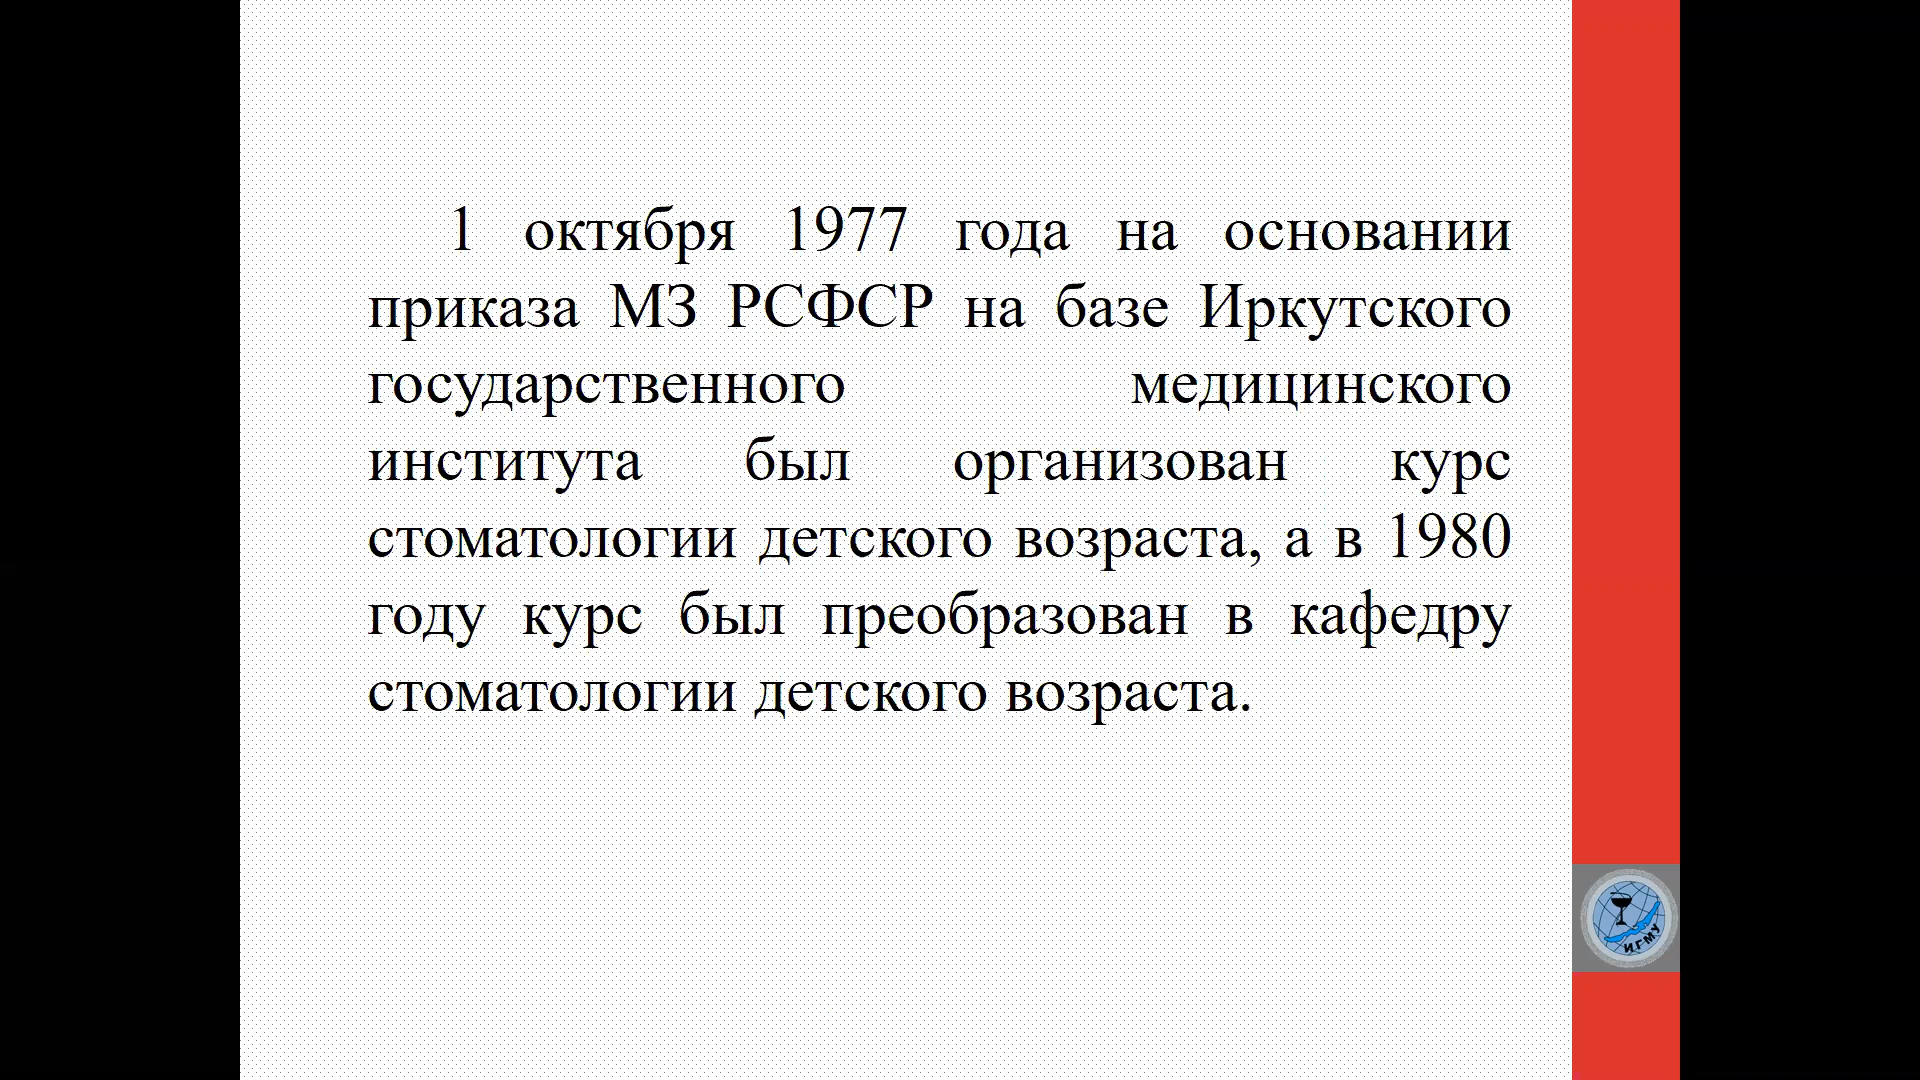 1 октября 1977 года на основании
приказа МЗ РСФСР на базе Иркутского
государственного медицинского
института был организован курс
стоматологии детского возраста, а в 1980
году курс был преобразован в кафедру
стоматологии детского возраста.
ИГМУ